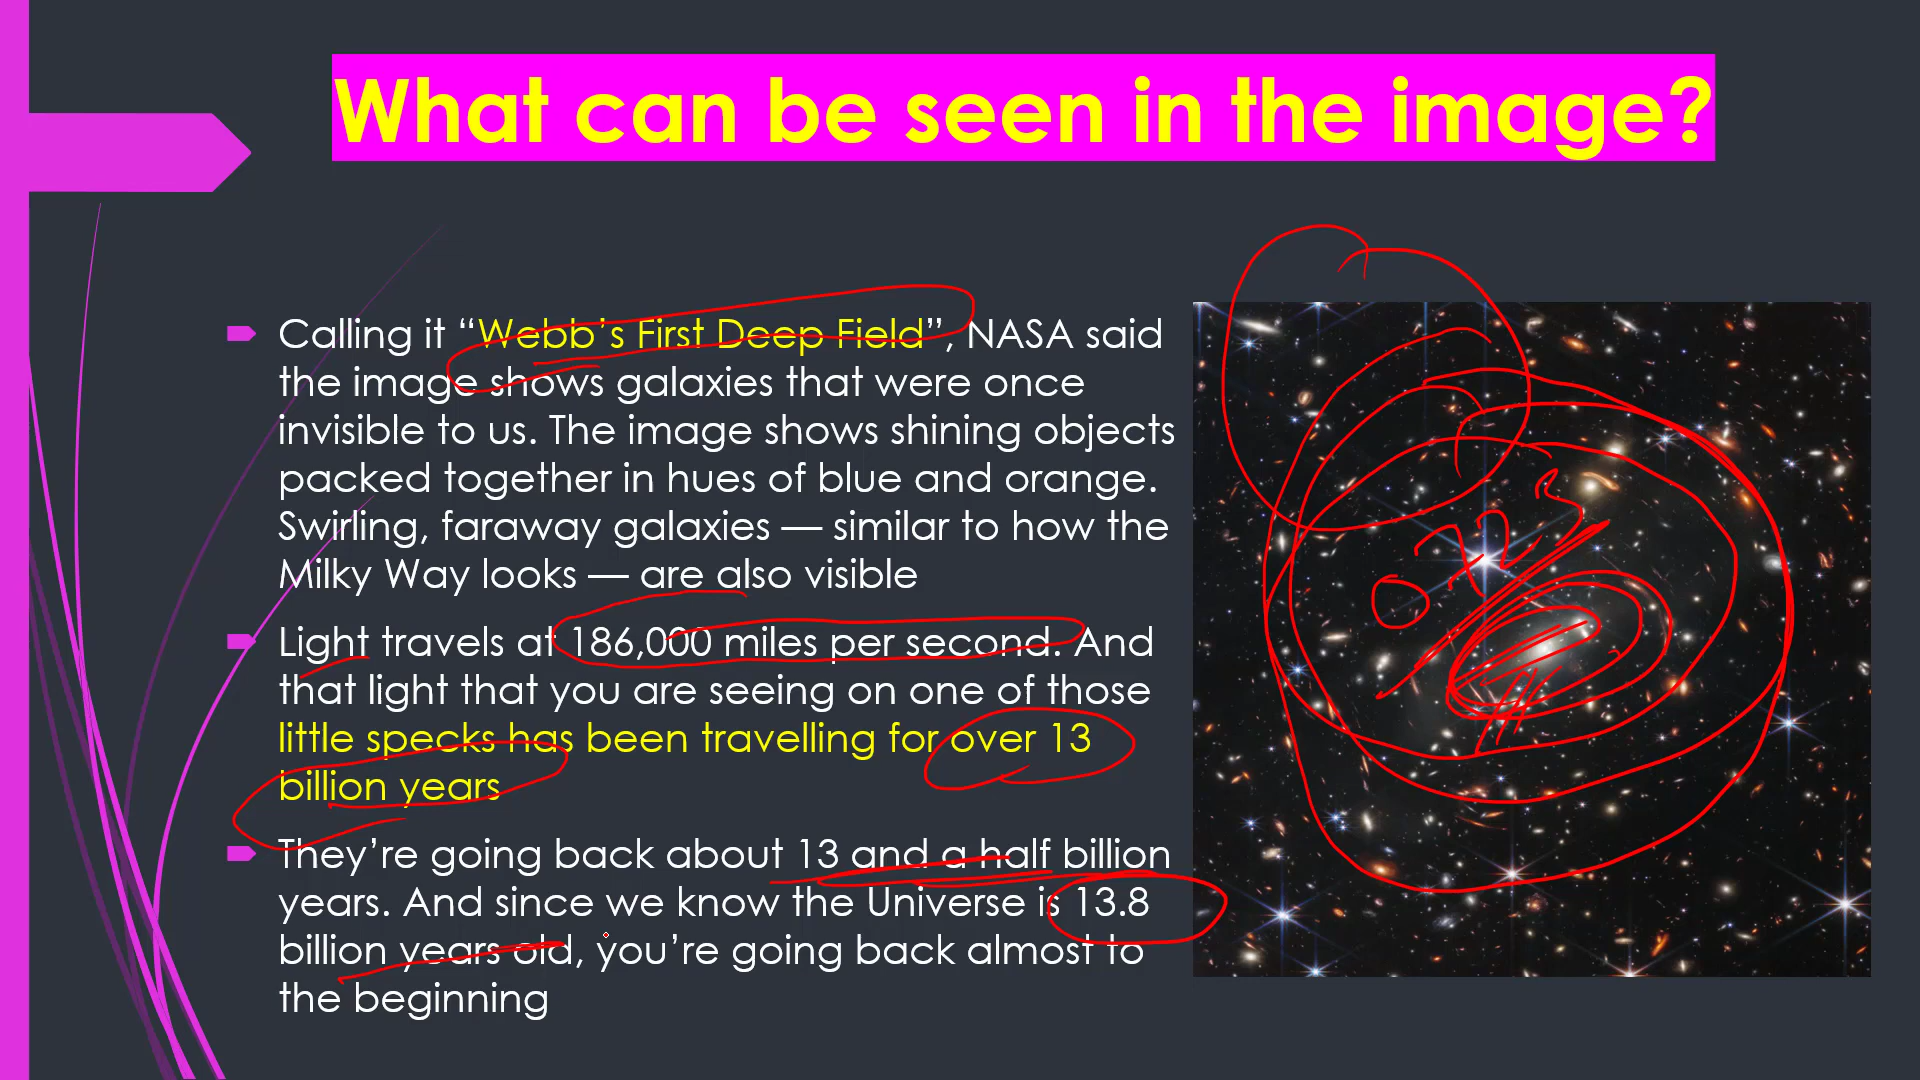 What can be seen in the image?
Calling it “Webb’s First Deep Field”, NASA said
the image shows galaxies that were once
invisible to us. The image shows shining objects
packed together in hues of blue and orange.
Swirling, faraway galaxies — similar to how the
Milky Way looks — are also visible
Light travels at 186,000 miles per second. And
that light that you are seeing on one of those
little specks has been travelling for over 13
billion years
They’re going back about 13 and a half billion
years. And since we know the Universe is 13.8
billion years old, you’re going back almost to
the beginning